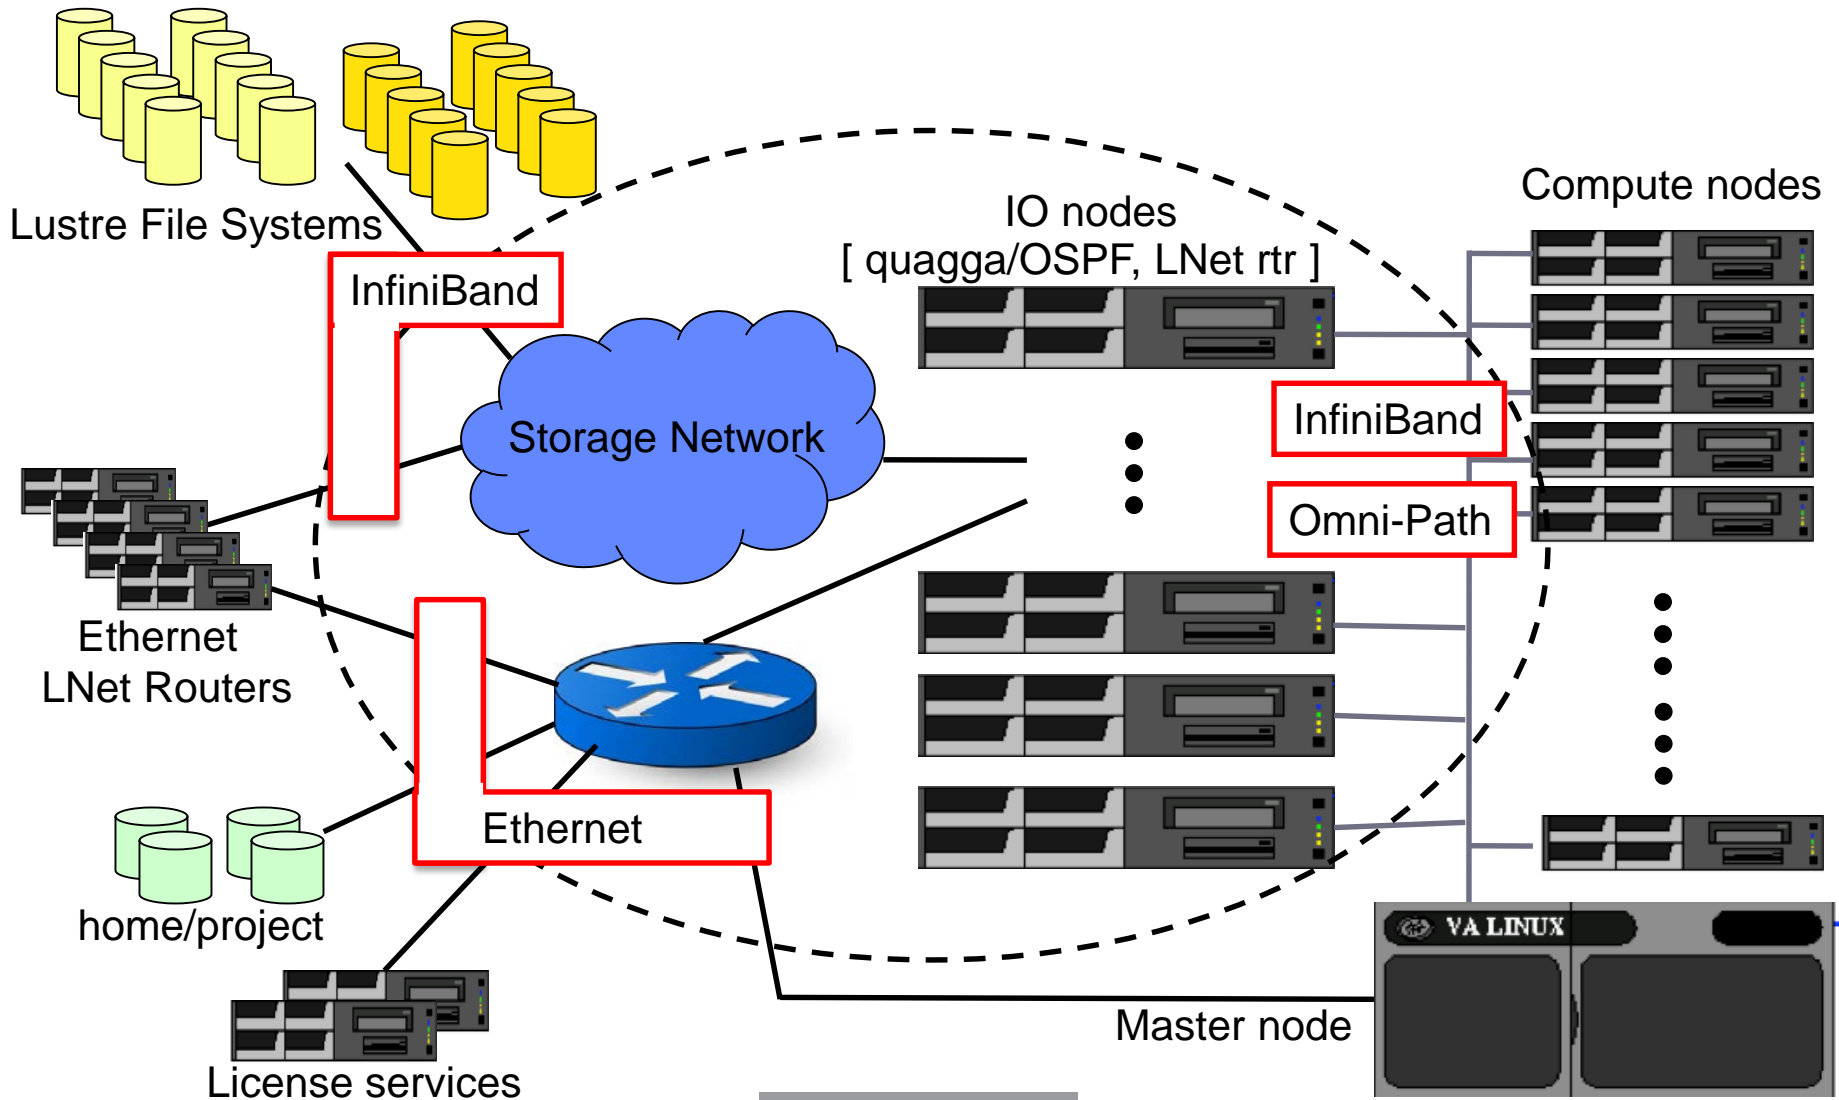 Lustre File Systems
InfiniBand
Storage Network
IO nodes
[ quagga/OSPF, LNet rtr ]
Compute nodes
InfiniBand
Omni-Path
Ethernet
LNet Routers
Ethernet
home/project
License services
Master node
VA LINUX